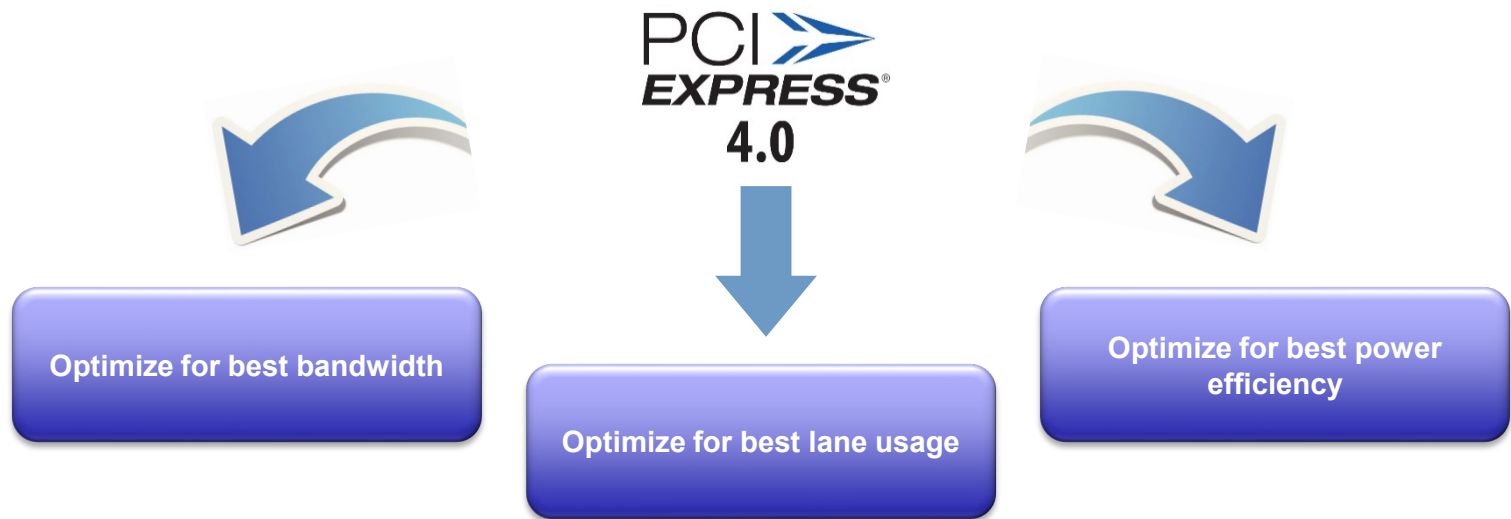 PCI
EXPRESS®
4.0
Optimize for best bandwidth
Optimize for best lane usage
Optimize for best power
efficiency